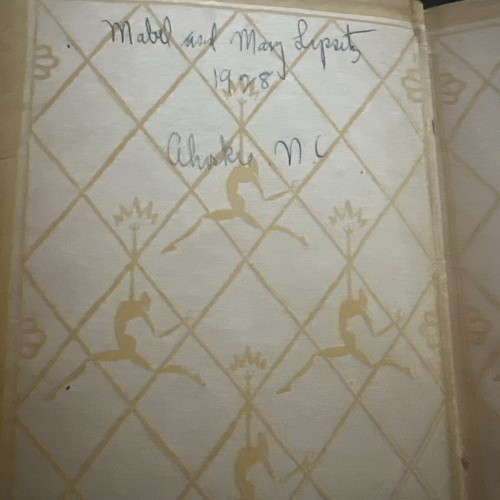 Mabel and Mary Lipsitz
1928
Ahoskie, N.C